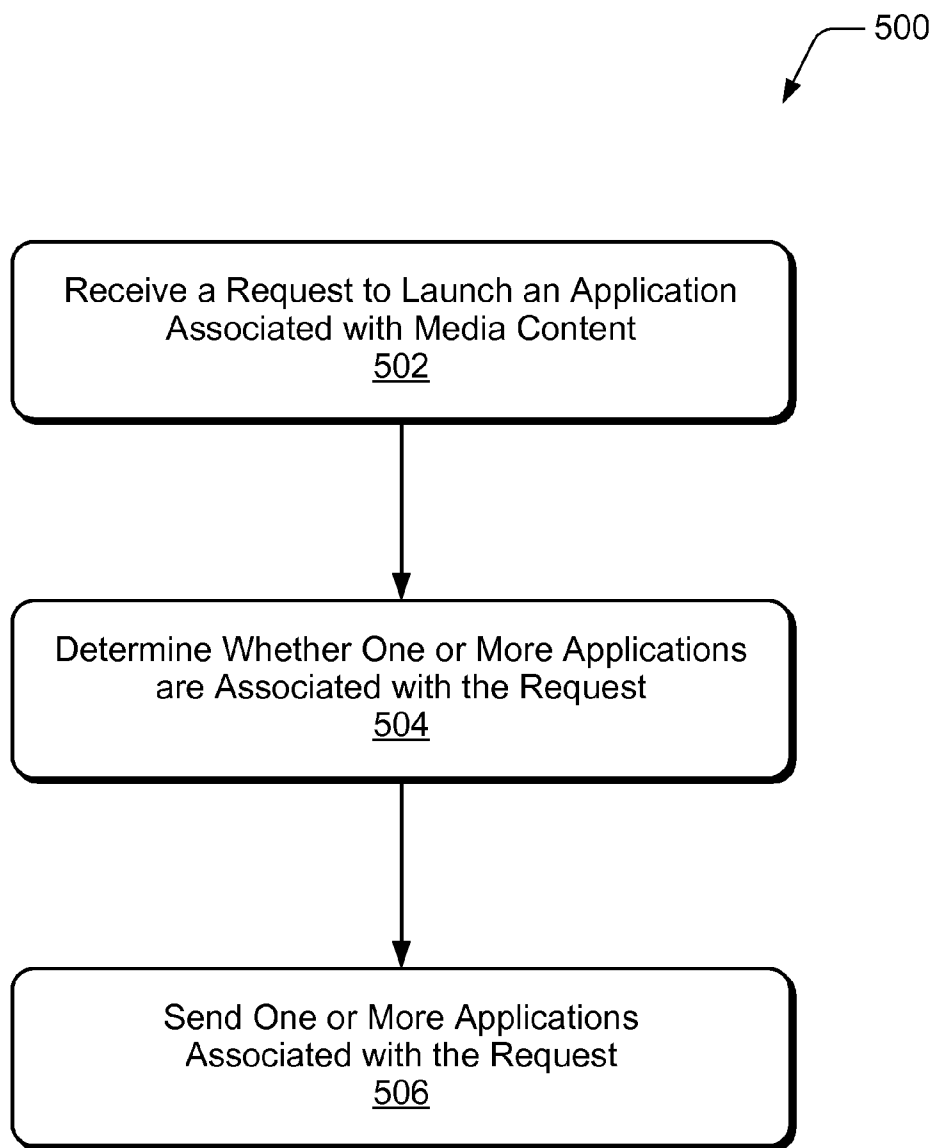 500
Receive a Request to Launch an Application
Associated with Media Content
502
Determine Whether One or More Applications
are Associated with the Request
504
Send One or More Applications
Associated with the Request
506